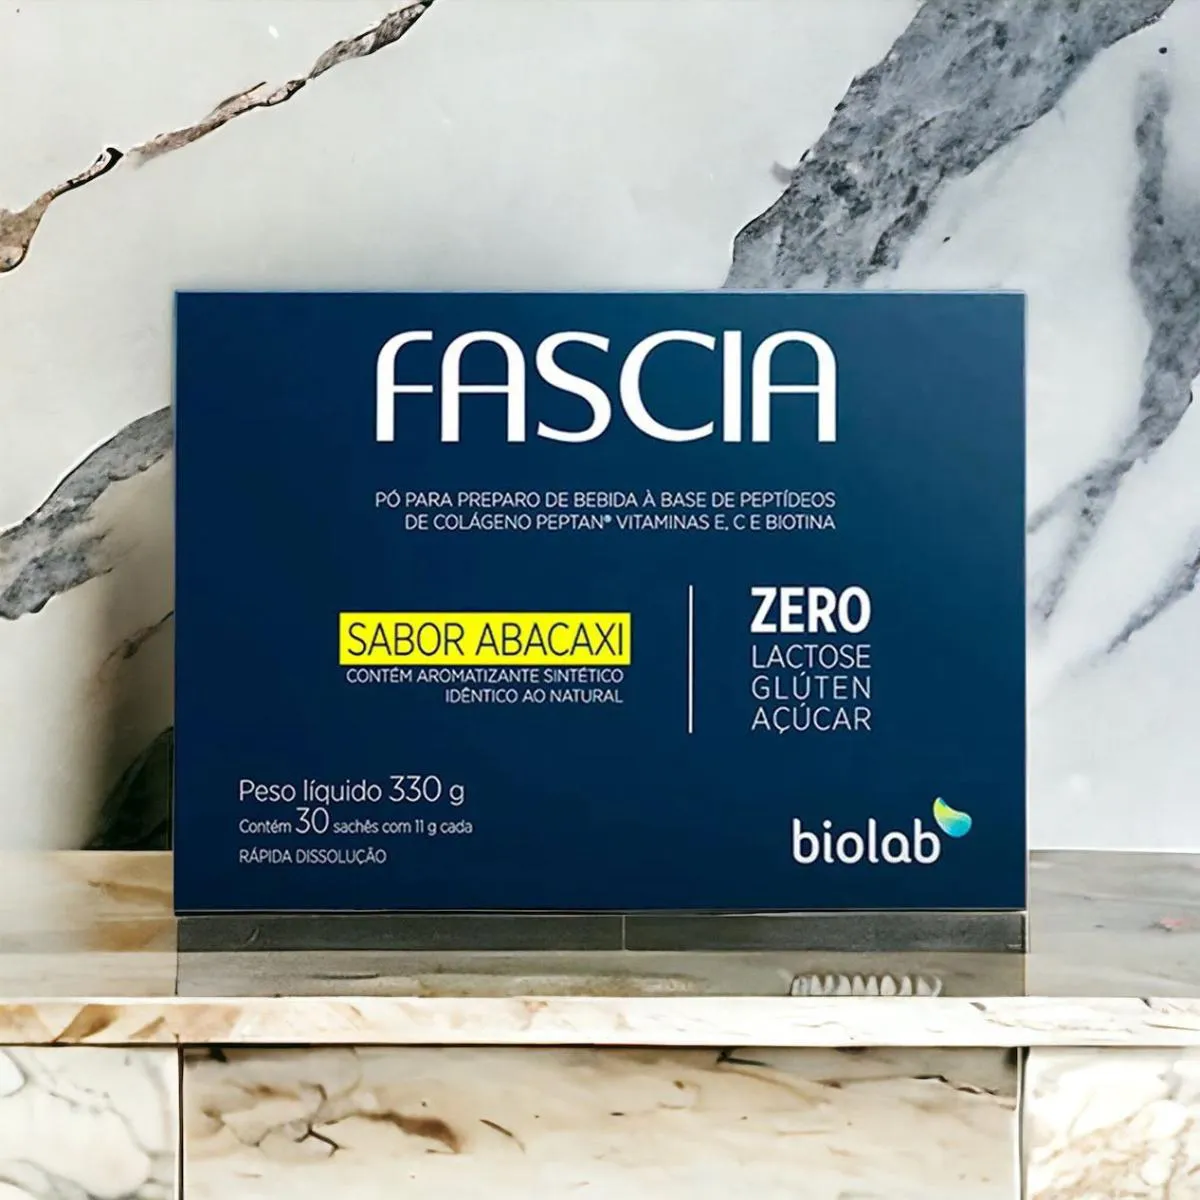 FASCIA
PÓ PARA PREPARO DE BEBIDA À BASE DE PEPTÍDEOS
DE COLÁGENO PEPTAN® VITAMINAS E, C E BIOTINA
SABOR ABACAXI
CONTÉM AROMATIZANTE SINTÉTICO
IDÊNTICO AO NATURAL
ZERO
LACTOSE
GLÚTEN
AÇÚCAR
Peso líquido 330 g
Contém 30 sachês com 11 g cada
RÁPIDA DISSOLUÇÃO
biolab